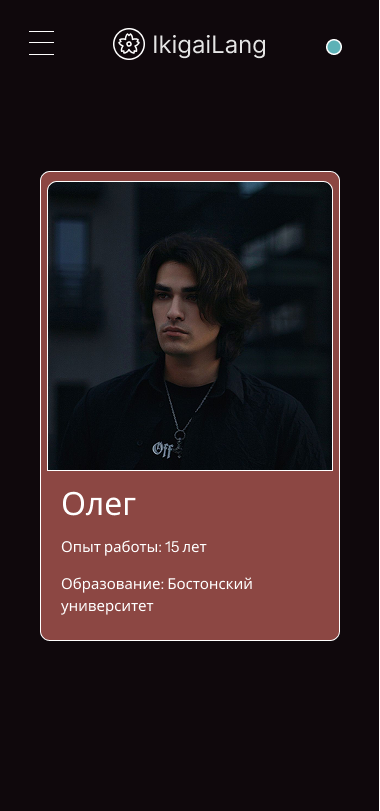 IkigaiLang
Off
Олег
Опыт работы: 15 лет
Образование: Бостонский
университет